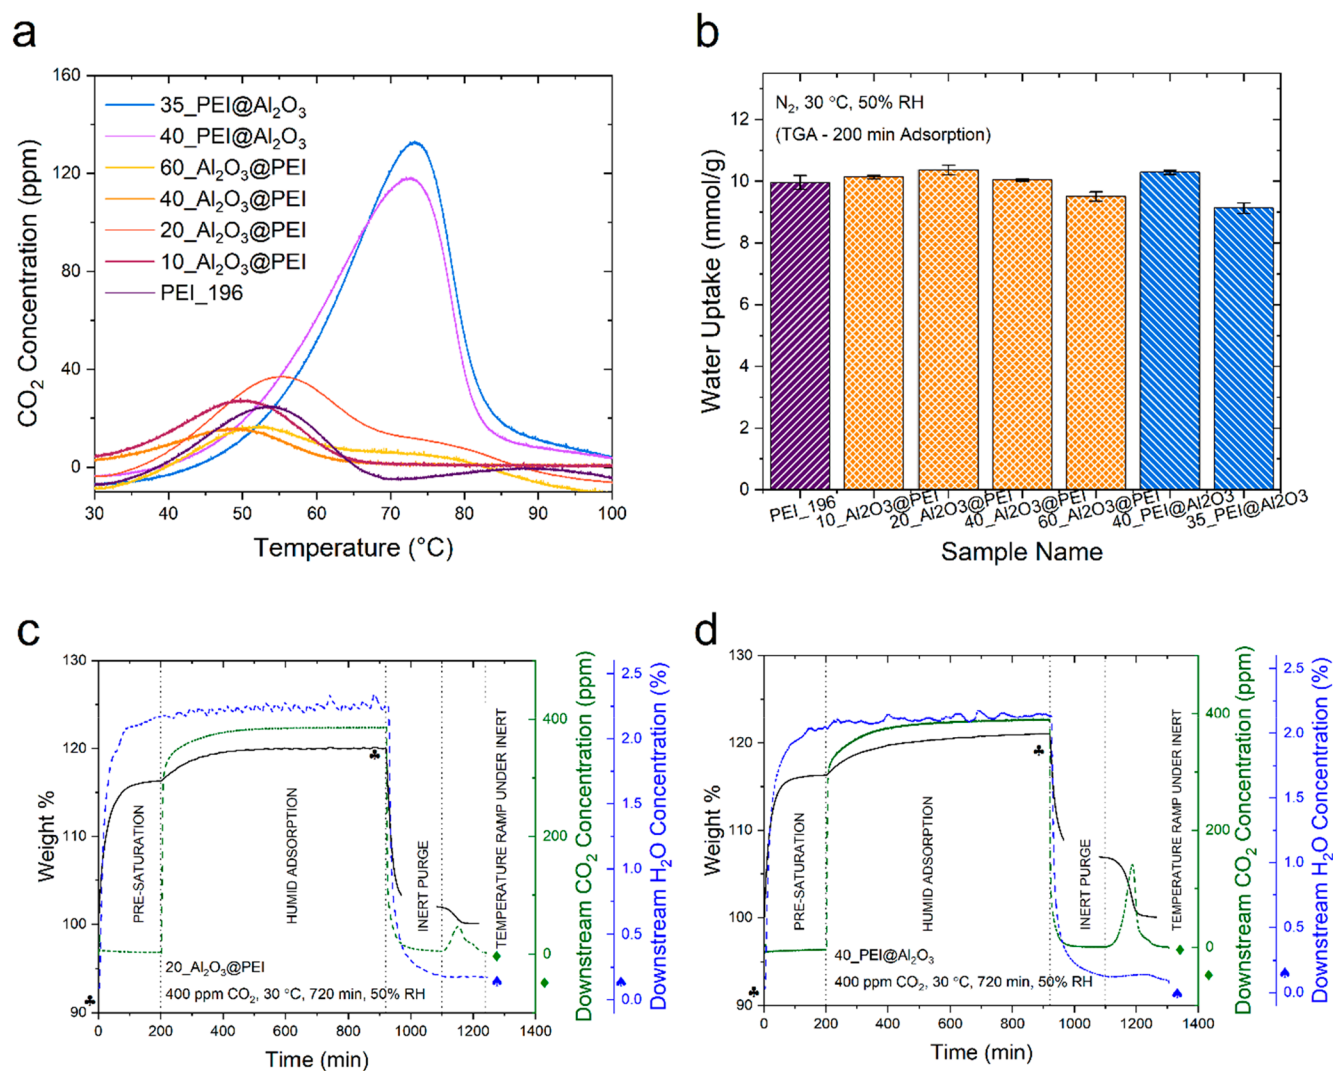 a
160
120
80
40
0
30
40
50
60
70
80
90
100
CO₂ Concentration (ppm)
Temperature (°C)
35_PEI@Al₂O₃
40_PEI@Al₂O₃
60_Al₂O₃@PEI
40_Al₂O₃@PEI
20_Al₂O₃@PEI
10_Al₂O₃@PEI
PEI_196
b
N₂, 30 °C, 50% RH
(TGA - 200 min Adsorption)
12
10
8
6
4
2
0
Water Uptake (mmol/g)
PEI_196
10_Al2O3@PEI
20_Al2O3@PEI
40_Al2O3@PEI
60_Al2O3@PEI
40_PEI@Al2O3
35_PEI@Al2O3
Sample Name
c
130
120
110
100
90
Weight %
0
200
400
600
800
1000
1200
1400
Time (min)
PRE-SATURATION
HUMID ADSORPTION
INERT PURGE
TEMPERATURE RAMP UNDER INERT
20_Al₂O₃@PEI
400 ppm CO₂, 30 °C, 720 min, 50% RH
400
200
0
Downstream CO₂ Concentration (ppm)
2.5
2.0
1.5
1.0
0.5
0.0
Downstream H₂O Concentration (%)
d
130
120
110
100
90
Weight %
0
200
400
600
800
1000
1200
1400
Time (min)
PRE-SATURATION
HUMID ADSORPTION
INERT PURGE
TEMPERATURE RAMP UNDER INERT
40_PEI@Al₂O₃
400 ppm CO₂, 30 °C, 720 min, 50% RH
400
200
0
Downstream CO₂ Concentration (ppm)
2.5
2.0
1.5
1.0
0.5
0.0
Downstream H₂O Concentration (%)